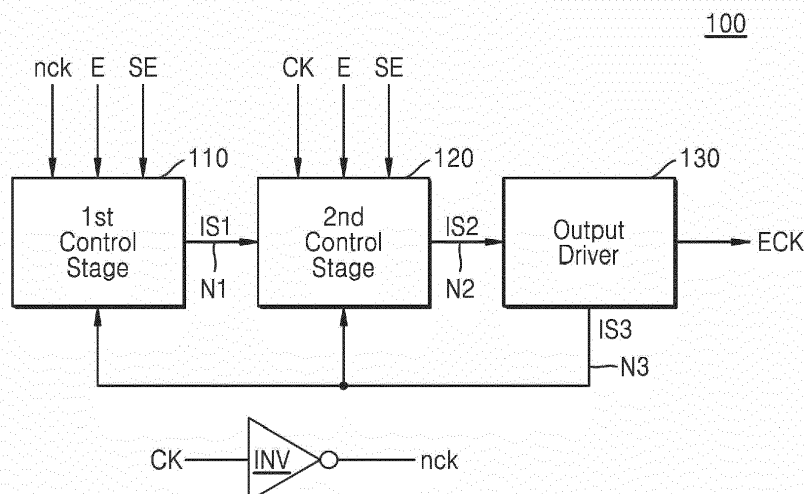 100
nck E SE
CK E SE
110
120
130
1st
Control
Stage
IS1
N1
2nd
Control
Stage
IS2
N2
Output
Driver
ECK
IS3
N3
CK
INV
nck